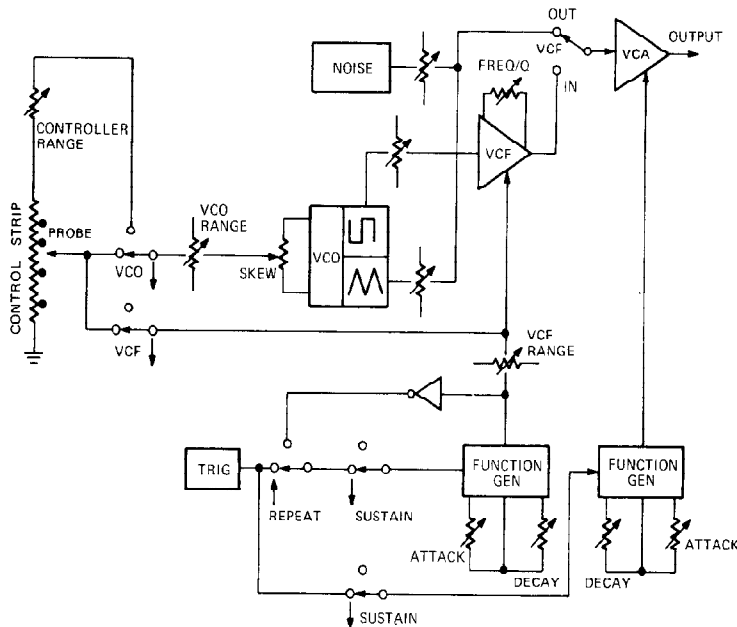 OUT
OUTPUT
VCF
VCA
NOISE
FREQ/Q
IN
CONTROLLER
RANGE
VCF
VCO
RANGE
CONTROL STRIP
PROBE
VCO
SKEW
VCO
VCF
VCF
RANGE
TRIG
FUNCTION
GEN
FUNCTION
GEN
REPEAT
SUSTAIN
ATTACK
DECAY
DECAY
ATTACK
SUSTAIN